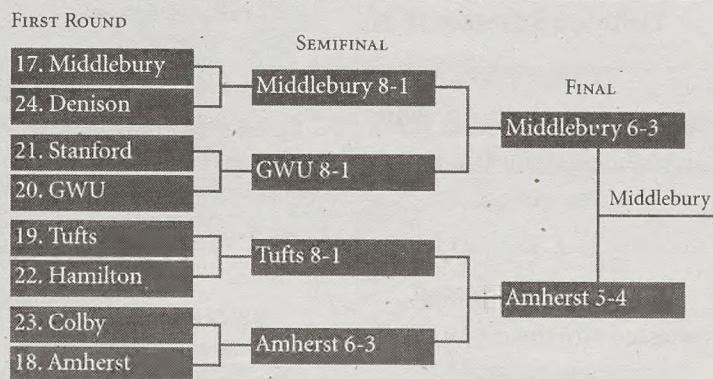 FIRST ROUND
17. Middlebury
24. Denison
21. Stanford
20. GWU
19. Tufts
22. Hamilton
23. Colby
18. Amherst
SEMIFINAL
Middlebury 8-1
GWU 8-1
Tufts 8-1
Amherst 6-3
FINAL
Middlebury 6-3
Amherst 5-4
Middlebury